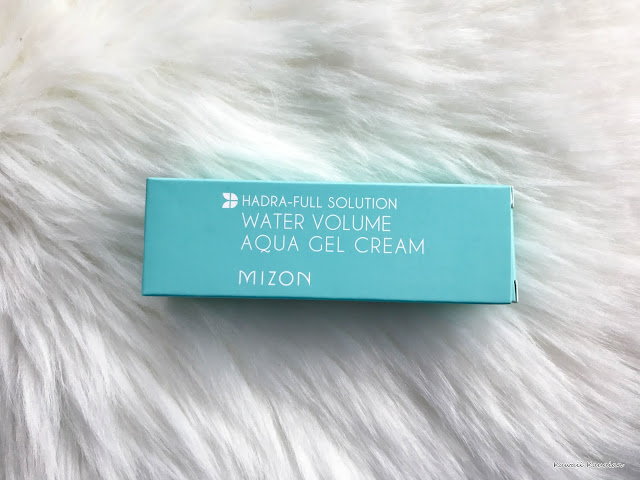 HADRA-FULL SOLUTION
WATER VOLUME
AQUA GEL CREAM
MIZON